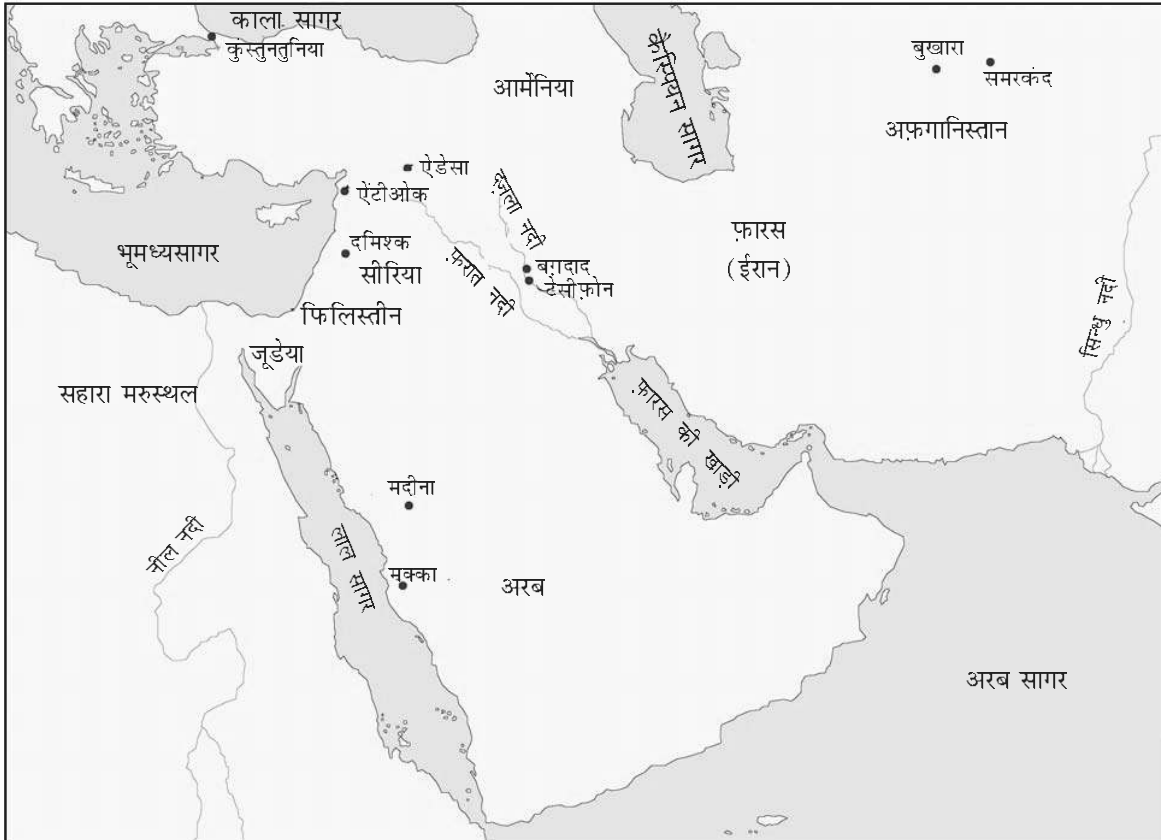 काला सागर
कुंस्तुनतुनिया
कैस्पियन सागर
बुखारा
समरकंद
आर्मेनिया
अफ़गानिस्तान
ऐडेसा
ऐंटीओक
दज़ला नदी
भूमध्यसागर
दमिश्क
सीरिया
फ़रात नदी
बग़दाद
टेसीफ़ोन
फ़ारस
(ईरान)
सिन्धु नदी
फिलिस्तीन
जूडेया
सहारा मरुस्थल
फ़ारस की खाड़ी
मदीना
नील नदी
लाल सागर
मक्का
अरब
अरब सागर